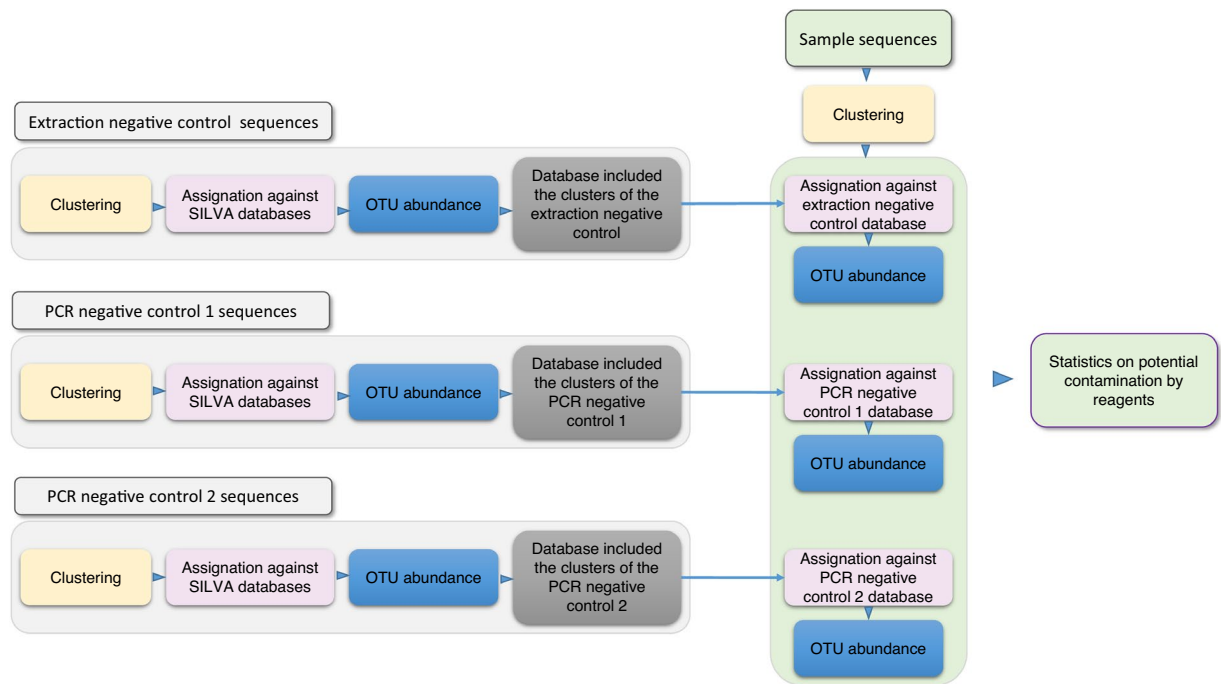 Sample sequences
Clustering
Extraction negative control sequences
Clustering
Assignation against
SILVA databases
OTU abundance
Database included
the clusters of the
extraction negative
control
Assignation against
extraction negative
control database
OTU abundance
PCR negative control 1 sequences
Clustering
Assignation against
SILVA databases
OTU abundance
Database included
the clusters of the
PCR negative
control 1
Assignation against
PCR negative
control 1 database
OTU abundance
Statistics on potential
contamination by
reagents
PCR negative control 2 sequences
Clustering
Assignation against
SILVA databases
OTU abundance
Database included
the clusters of the
PCR negative
control 2
Assignation against
PCR negative
control 2 database
OTU abundance